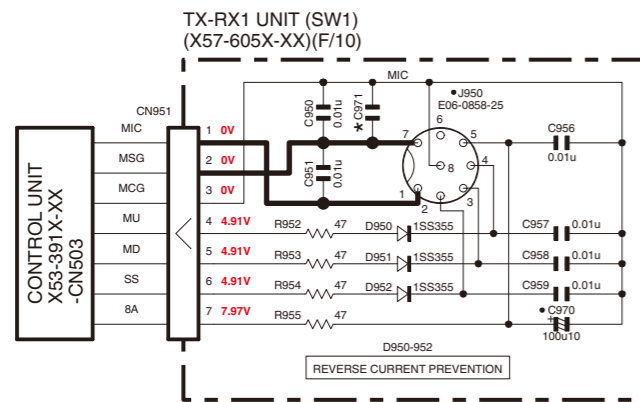 TX-RX1 UNIT (SW1)
(X57-605X-XX)(F/10)
MIC
CN951
MIC
MSG
MCG
MU
MD
SS
8A
CONTROL UNIT
X53-391X-XX
-CN503
1 0V
2 0V
3 0V
4 4.91V
5 4.91V
6 4.91V
7 7.97V
C950
0.01u
* C971
C951
0.01u
J950
E06-0858-25
7
6
5
8
4
1
2
3
C956
0.01u
R952 47 D950 1SS355
C957 0.01u
R953 47 D951 1SS355
C958 0.01u
R954 47 D952 1SS355
C959 0.01u
R955 47
C970
+
100u10
D950-952
REVERSE CURRENT PREVENTION